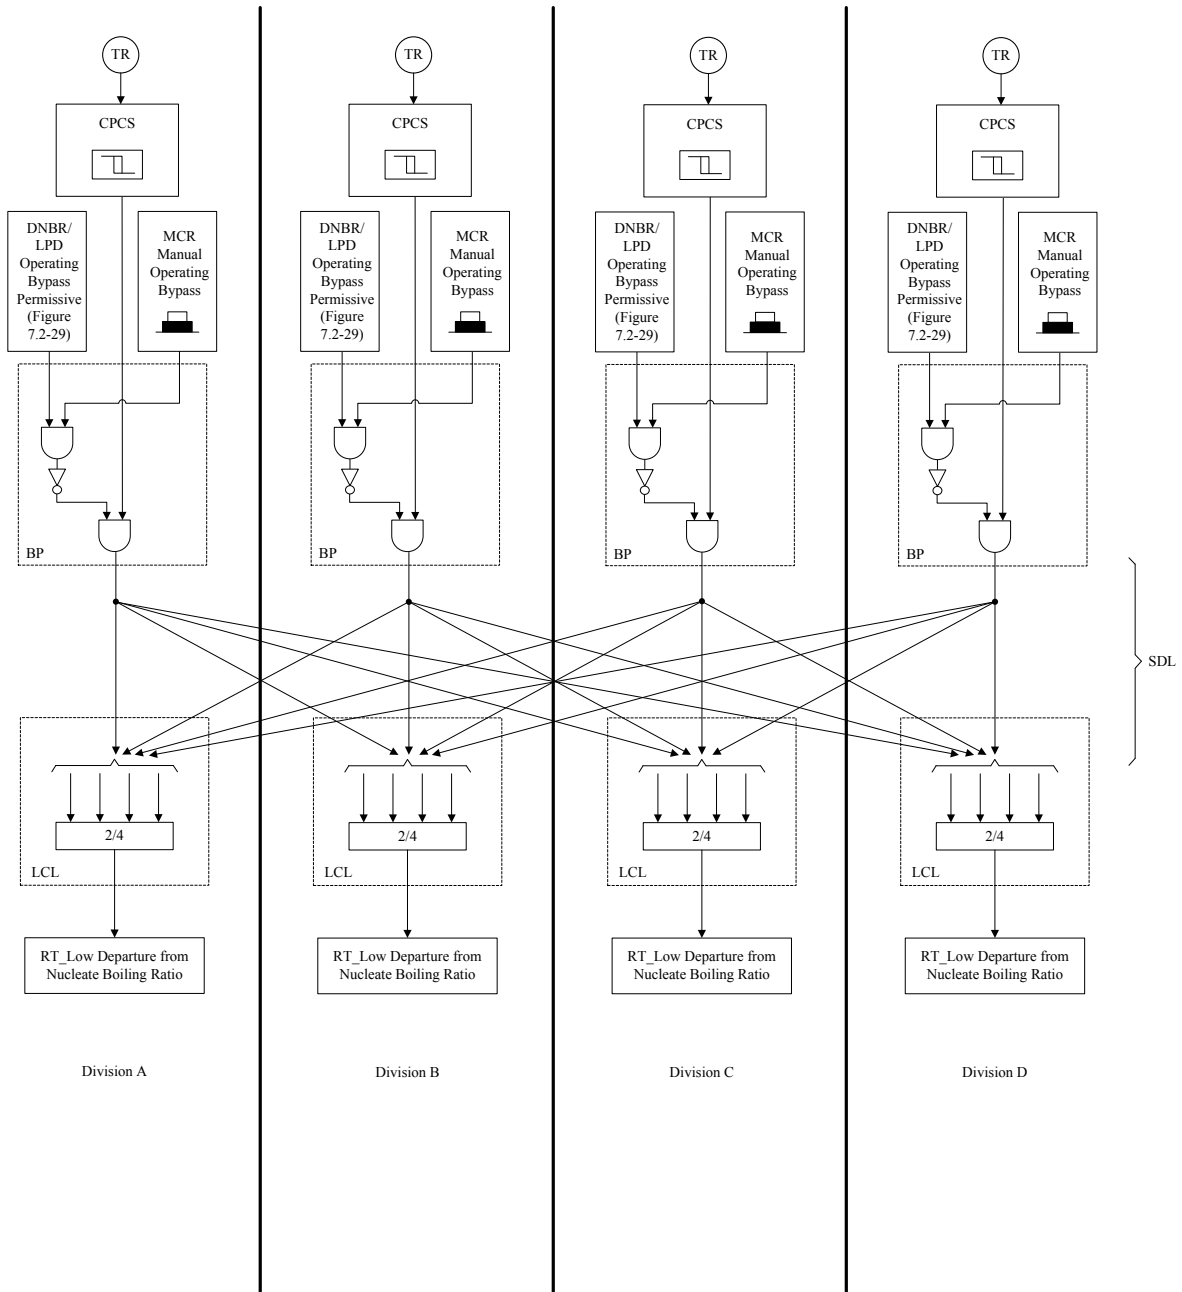 TR
TR
TR
TR
CPCS
CPCS
CPCS
CPCS
DNBR/
LPD
Operating
Bypass
Permissive
(Figure
7.2-29)
MCR
Manual
Operating
Bypass
DNBR/
LPD
Operating
Bypass
Permissive
(Figure
7.2-29)
MCR
Manual
Operating
Bypass
DNBR/
LPD
Operating
Bypass
Permissive
(Figure
7.2-29)
MCR
Manual
Operating
Bypass
DNBR/
LPD
Operating
Bypass
Permissive
(Figure
7.2-29)
MCR
Manual
Operating
Bypass
BP
BP
BP
BP
SDL
2/4
2/4
2/4
2/4
LCL
LCL
LCL
LCL
RT_Low Departure from
Nucleate Boiling Ratio
RT_Low Departure from
Nucleate Boiling Ratio
RT_Low Departure from
Nucleate Boiling Ratio
RT_Low Departure from
Nucleate Boiling Ratio
Division A
Division B
Division C
Division D